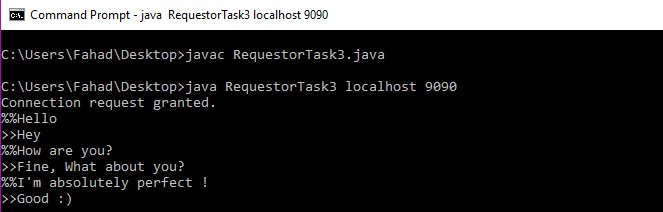 Command Prompt - java  RequestorTask3 localhost 9090
C:\Users\Fahad\Desktop>javac RequestorTask3.java
C:\Users\Fahad\Desktop>java RequestorTask3 localhost 9090
Connection request granted.
%%Hello
>>Hey
%%How are you?
>>Fine, What about you?
%%I'm absolutely perfect !
>>Good :)